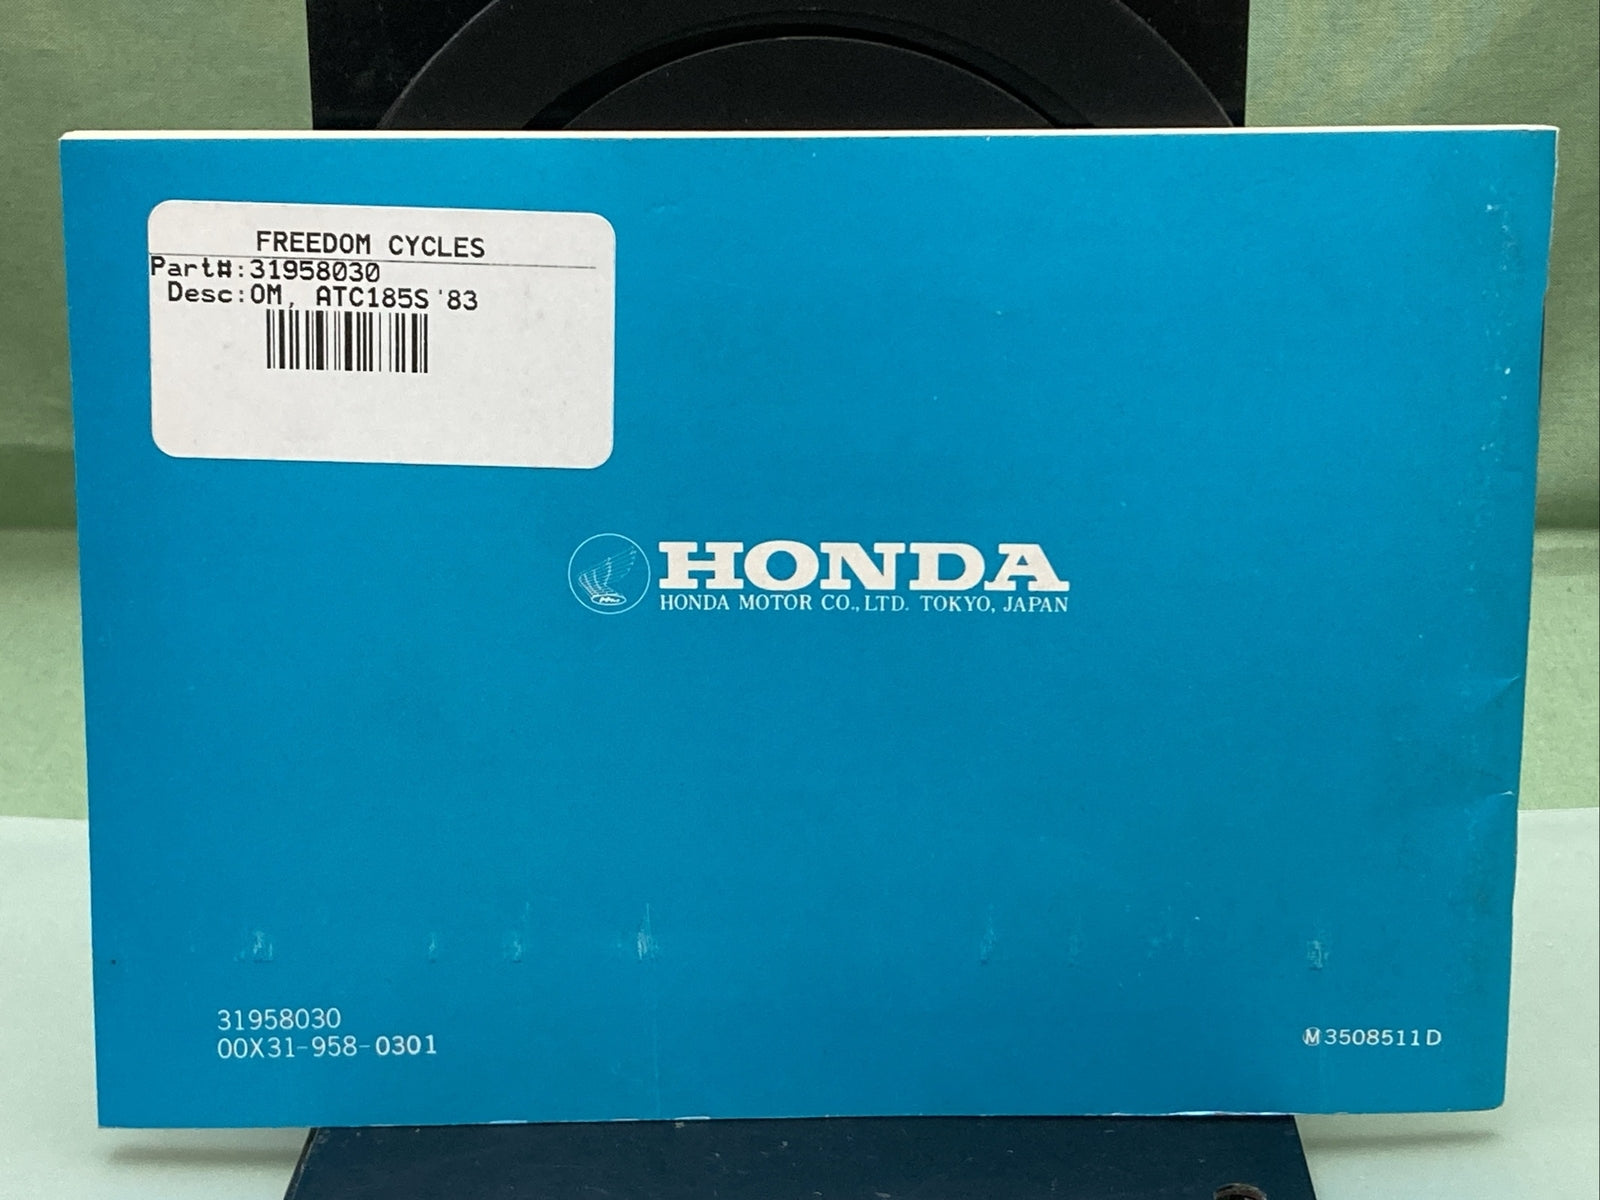 FREEDOM CYCLES
Part#:31958030
Desc:OM, ATC185S '83
HONDA
HONDA MOTOR CO., LTD. TOKYO, JAPAN
31958030
00X31-958-0301
Ⓜ3508511D